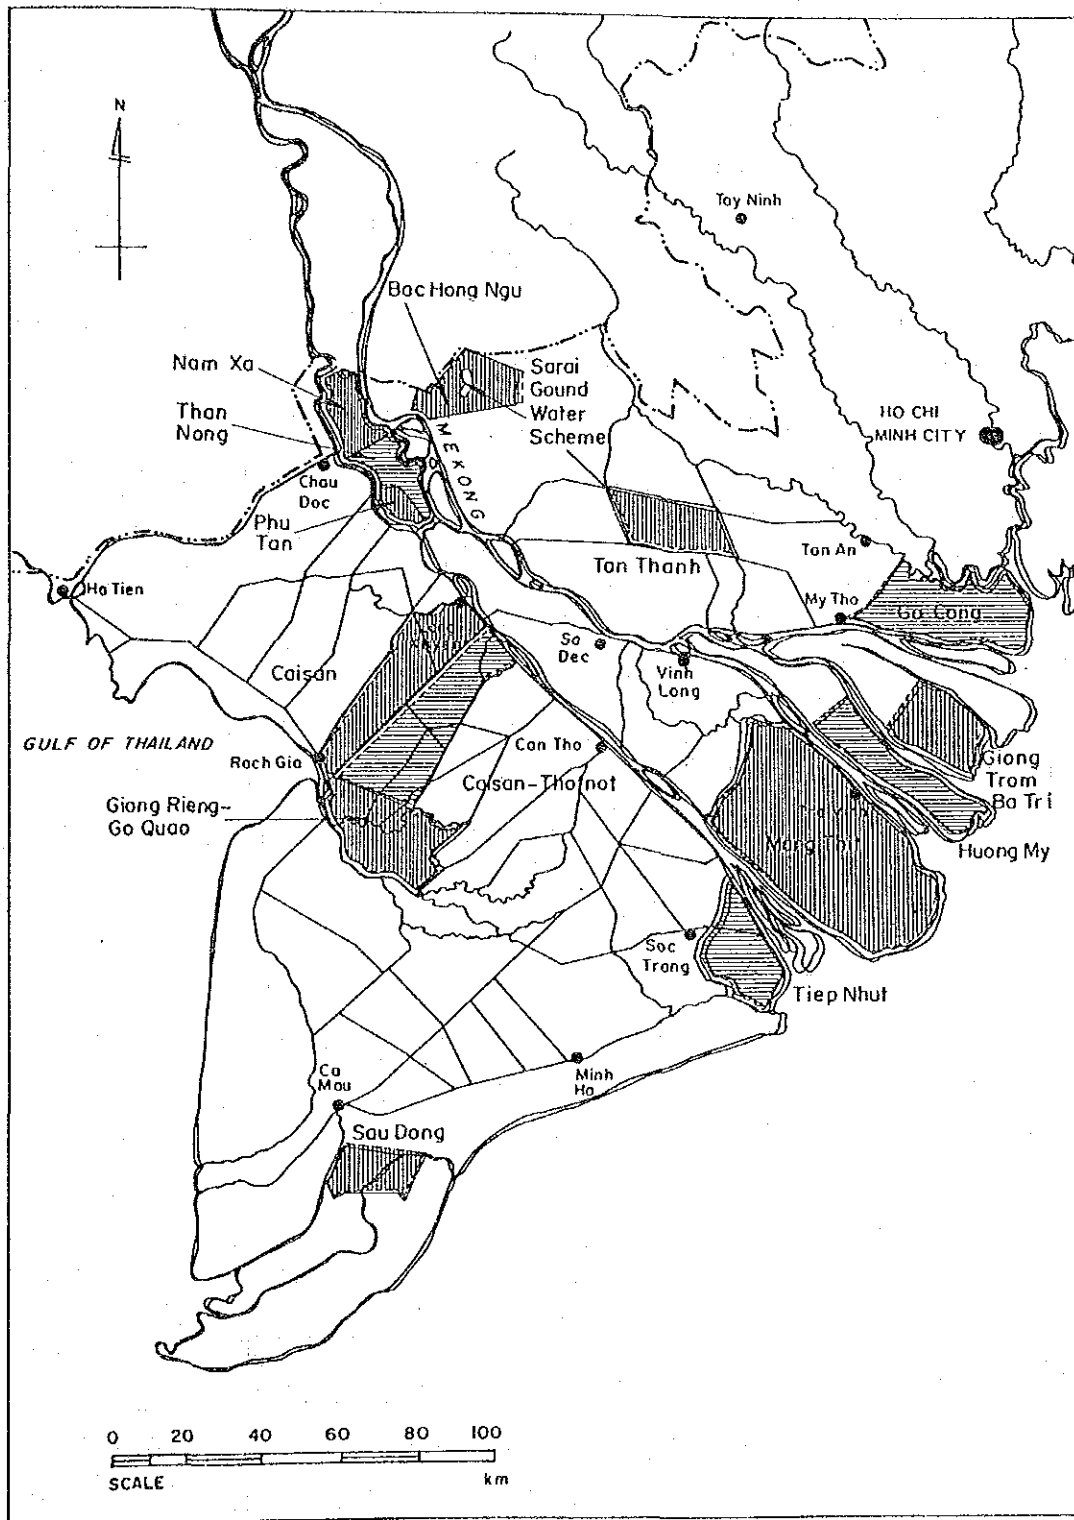 N
Tay Ninh
Bac Hong Ngu
Nam Xa
Sarai
Gound
Water
Scheme
Than
Nong
HO CHI
MINH CITY
MEKONG
Chau
Doc
Phu
Tan
Tan An
Tan Thanh
Ha Tien
My Tho
Go Cong
Sa
Dec
Vinh
Long
Caisan
GULF OF THAILAND
Can Tho
Rach Gia
Caisan-Thotnot
Giong
Trom
Ba Tri
Giong Rieng-
Go Quao
Mang Thit
Huong My
Soc
Trang
Tiep Nhut
Minh
Ha
Ca
Mau
Sau Dong
0 20 40 60 80 100
SCALE
km